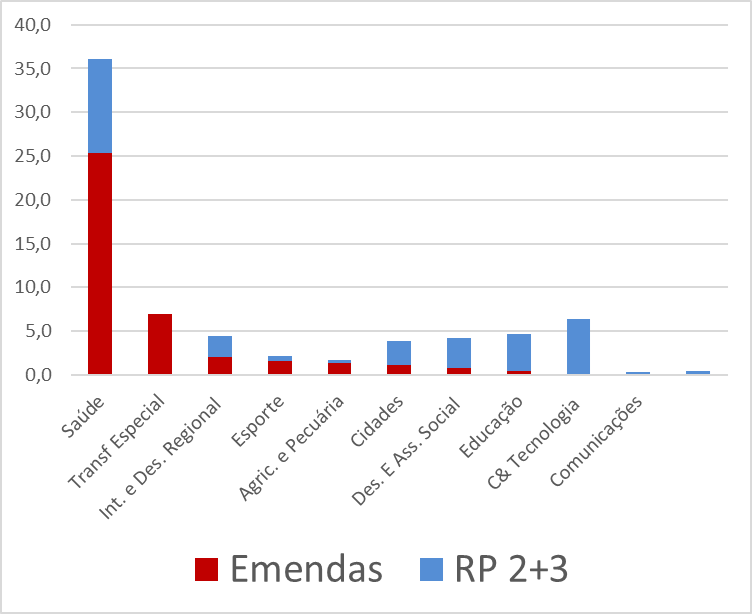 40,0
35,0
30,0
25,0
20,0
15,0
10,0
5,0
0,0
Saúde
Transf Especial
Int. e Des. Regional
Esporte
Agric. e Pecuária
Cidades
Des. E Ass. Social
Educação
C& Tecnologia
Comunicações
Emendas
RP 2+3